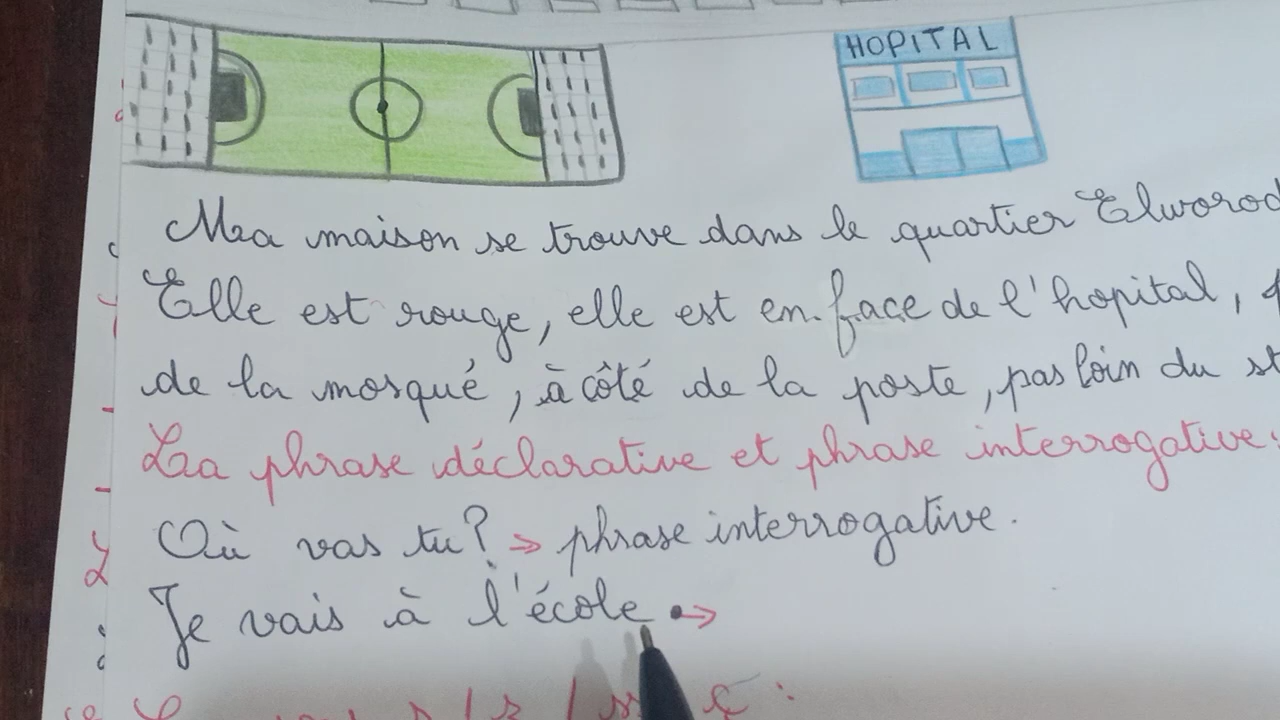 HOPITAL
Ma maison se trouve dans le quartier
Elle est rouge, elle est en face de l'hopital,
de la mosqué, à côté de la poste, pas loin du
La phrase déclarative et phrase interrogative
Où vas tu? → phrase interrogative.
Je vais à l'école. →